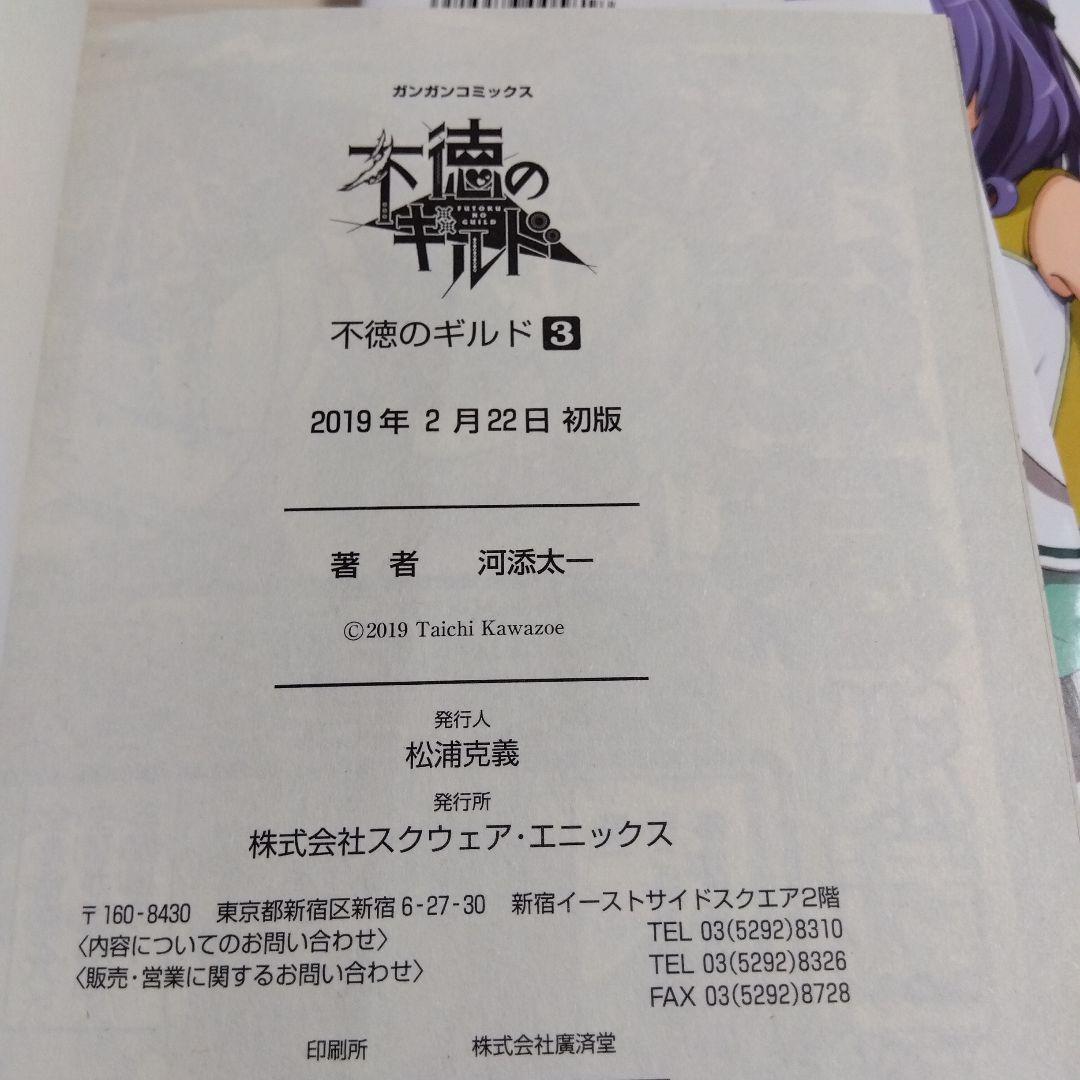 ガンガンコミックス
不徳の
FUTOKU
NO
GUILD
ギルド
不徳のギルド 3
2019年 2月22日 初版
著 者 河添太一
©2019 Taichi Kawazoe
発行人
松浦克義
発行所
株式会社スクウェア・エニックス
〒160-8430 東京都新宿区新宿6-27-30 新宿イーストサイドスクエア2階
〈内容についてのお問い合わせ〉 TEL 03(5292)8310
〈販売・営業に関するお問い合わせ〉 TEL 03(5292)8326
FAX 03(5292)8728
印刷所 株式会社廣済堂